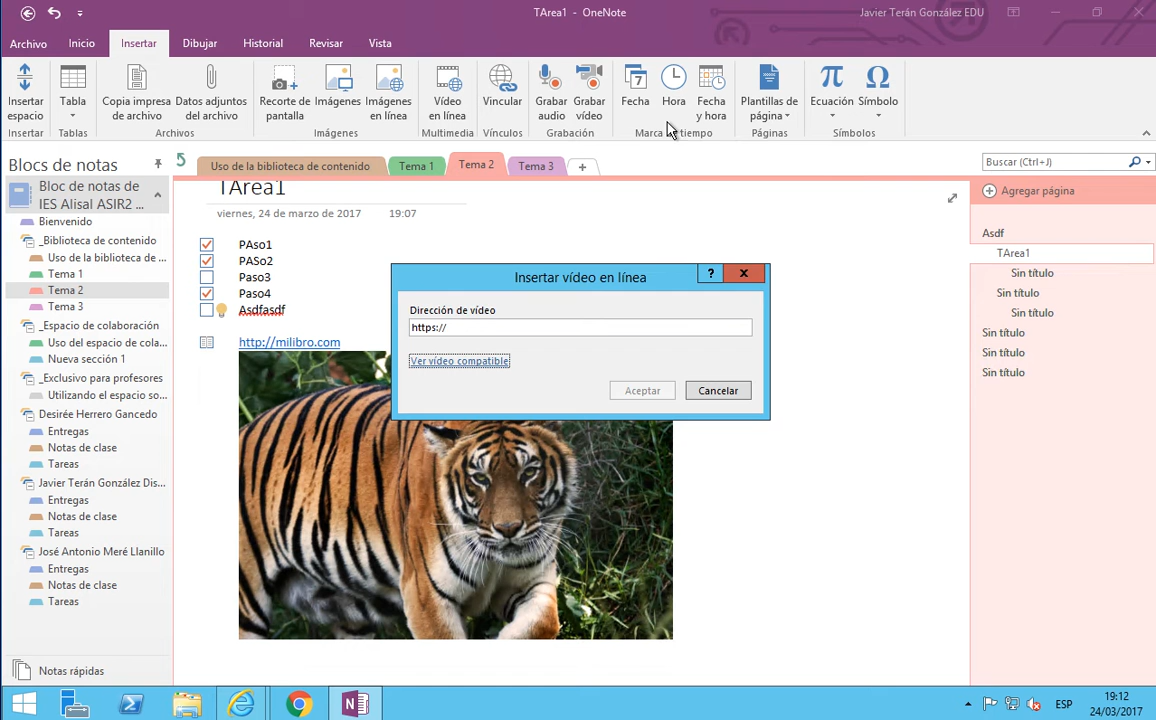 TArea1 - OneNote
Javier Terán González EDU
Archivo
Inicio
Insertar
Dibujar
Historial
Revisar
Vista
Insertar espacio
Tabla
Copia impresa de archivo
Datos adjuntos del archivo
Recorte de pantalla
Imágenes
Imágenes en línea
Vídeo en línea
Vincular
Grabar audio
Grabar vídeo
7
Fecha
Hora
Fecha y hora
Plantillas de página
π
Ecuación
Ω
Símbolo
Insertar
Tablas
Archivos
Imágenes
Multimedia
Vínculos
Grabación
Marca tiempo
Páginas
Símbolos
Blocs de notas
Bloc de notas de
IES Alisal ASIR2 ...
Bienvenido
_Biblioteca de contenido
Uso de la biblioteca de ...
Tema 1
Tema 2
Tema 3
_Espacio de colaboración
Uso del espacio de cola...
Nueva sección 1
_Exclusivo para profesores
Utilizando el espacio so...
Desirée Herrero Gancedo
Entregas
Notas de clase
Tareas
Javier Terán González Dis...
Entregas
Notas de clase
Tareas
José Antonio Meré Llanillo
Entregas
Notas de clase
Tareas
Notas rápidas
Uso de la biblioteca de contenido
Tema 1
Tema 2
Tema 3
+
Buscar (Ctrl+J)
TArea1
viernes, 24 de marzo de 2017 19:07
PAso1
PASo2
Paso3
Paso4
Asdfasdf
http://milibro.com
Insertar vídeo en línea
?
Dirección de vídeo
https://
Ver vídeo compatible
Aceptar
Cancelar
Agregar página
Asdf
TArea1
Sin título
Sin título
Sin título
Sin título
Sin título
Sin título
ESP
19:12
24/03/2017